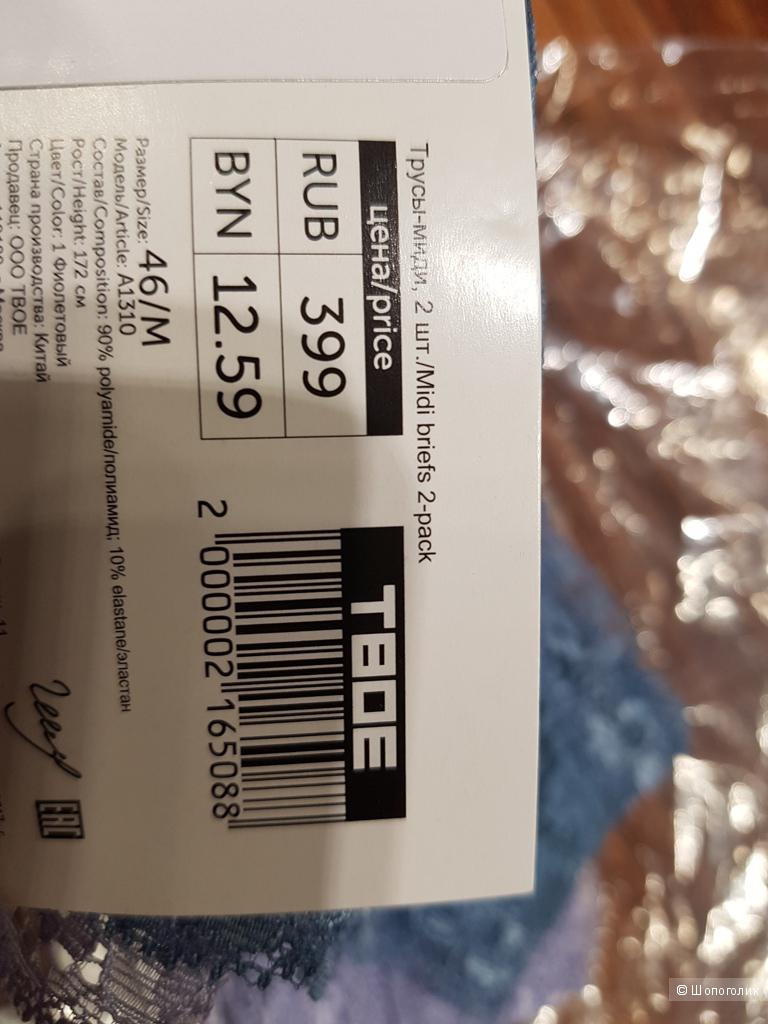 Трусы-миди, 2 шт./Midi briefs 2-pack
цена/price
RUB 399
BYN 12.59
ТВОЕ
2 000002 165088
Размер/Size: 46/M
Модель/Article: A1310
Состав/Composition: 90% polyamide/полиамид; 10% elastane/эластан
Рост/Height: 172 см
Цвет/Color: 1 Фиолетовый
Страна производства: Китай
Продавец: ООО ТВОЕ
EAC
© Шопоголик